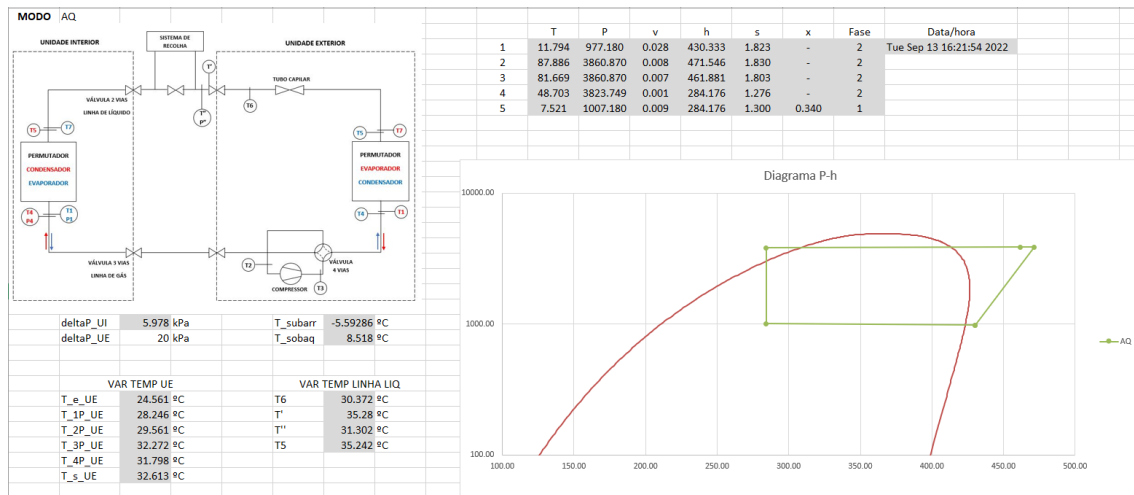 MODO AQ
SISTEMA DE
RECOLHA
UNIDADE INTERIOR
UNIDADE EXTERIOR
T'
TUBO CAPILAR
VÁLVULA 2 VIAS
LINHA DE LÍQUIDO
T''
P''
T6
T5 T7
T5 T7
PERMUTADOR
CONDENSADOR
EVAPORADOR
PERMUTADOR
EVAPORADOR
CONDENSADOR
T4
P4
T1
P1
T4 T1
VÁLVULA 3 VIAS
LINHA DE GÁS
T2
VÁLVULA
4 VIAS
COMPRESSOR
T3
T P v h s x Fase Data/hora
1 11.794 977.180 0.028 430.333 1.823 - 2 Tue Sep 13 16:21:54 2022
2 87.886 3860.870 0.008 471.546 1.830 - 2
3 81.669 3860.870 0.007 461.881 1.803 - 2
4 48.703 3823.749 0.001 284.176 1.276 - 2
5 7.521 1007.180 0.009 284.176 1.300 0.340 1
deltaP_UI 5.978 kPa T_subarr -5.59286 ºC
deltaP_UE 20 kPa T_sobaq 8.518 ºC
VAR TEMP UE VAR TEMP LINHA LIQ
T_e_UE 24.561 ºC T6 30.372 ºC
T_1P_UE 28.246 ºC T' 35.28 ºC
T_2P_UE 29.561 ºC T'' 31.302 ºC
T_3P_UE 32.272 ºC T5 35.242 ºC
T_4P_UE 31.798 ºC
T_s_UE 32.613 ºC
Diagrama P-h
10000.00
1000.00
100.00
100.00 150.00 200.00 250.00 300.00 350.00 400.00 450.00 500.00
AQ